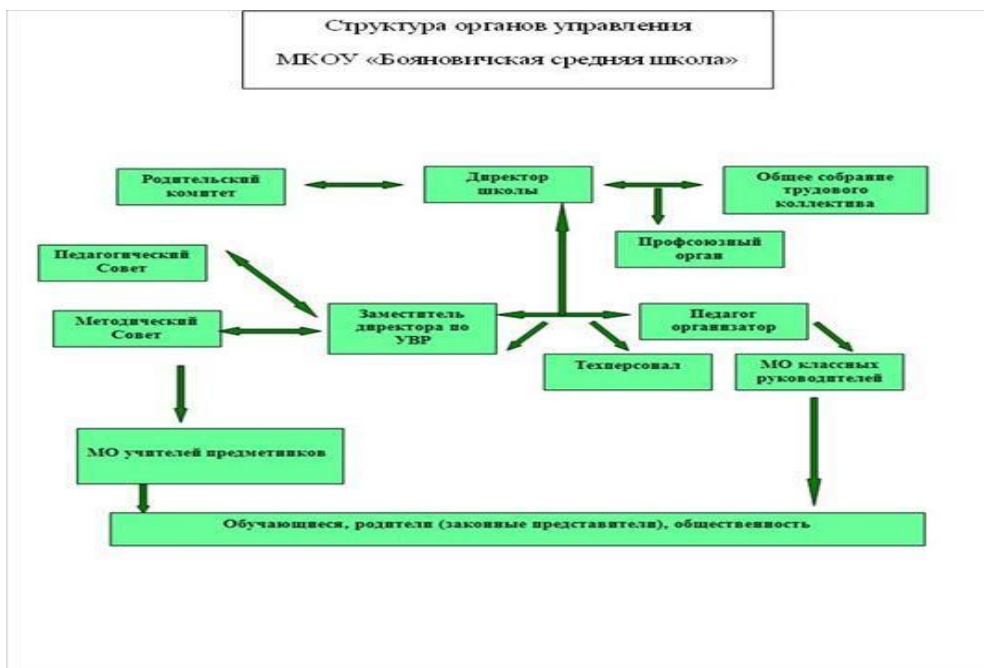 Структура органов управления
МКОУ «Бояновичская средняя школа»
Родительский
комитет
Директор
школы
Общее собрание
трудового
коллектива
Профсоюзный
орган
Педагогический
Совет
Методический
Совет
Заместитель
директора по
УВР
Педагог
организатор
Техперсонал
МО классных
руководителей
МО учителей предметников
Обучающиеся, родители (законные представители), общественность